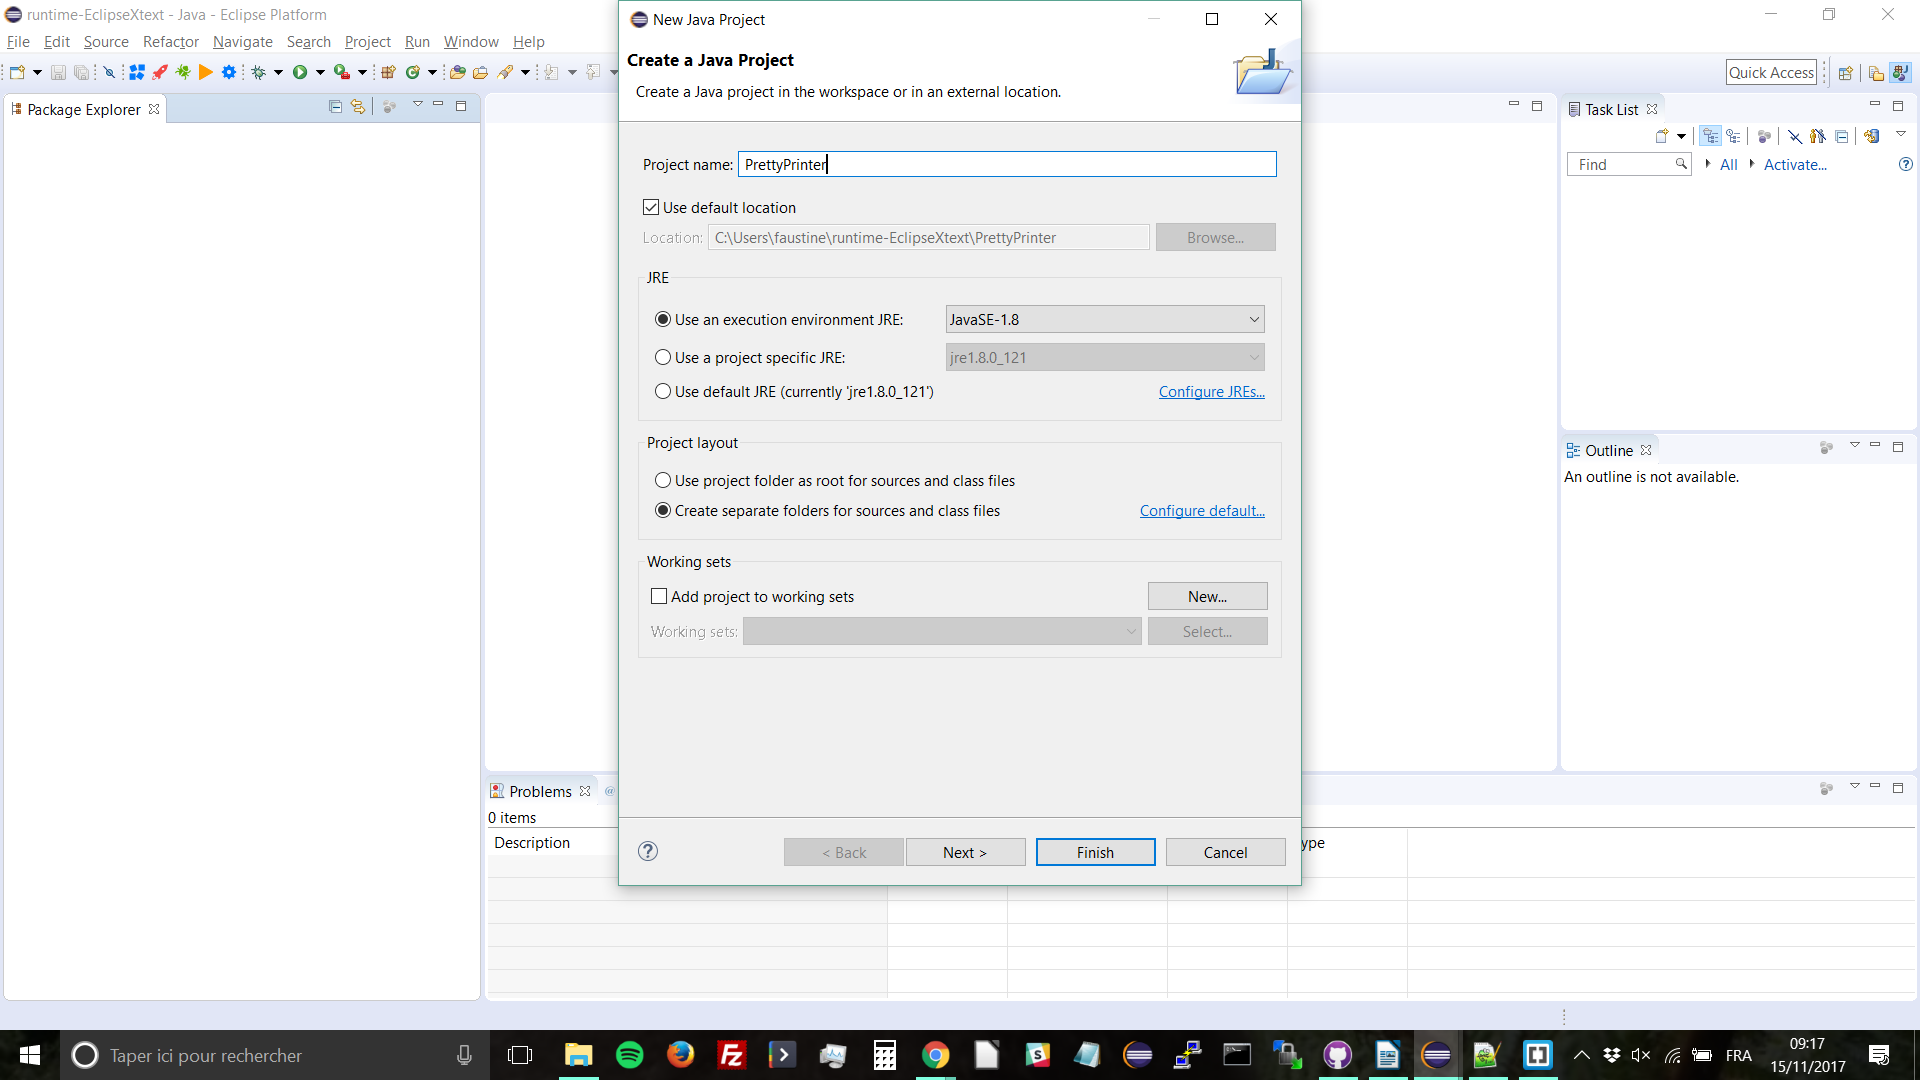 runtime-EclipseXtext - Java - Eclipse Platform
File Edit Source Refactor Navigate Search Project Run Window Help
Quick Access
Package Explorer
New Java Project
Create a Java Project
Create a Java project in the workspace or in an external location.
Project name: PrettyPrinter
Use default location
Location: C:\Users\faustine\runtime-EclipseXtext\PrettyPrinter Browse...
JRE
Use an execution environment JRE: JavaSE-1.8
Use a project specific JRE: jre1.8.0_121
Use default JRE (currently 'jre1.8.0_121') Configure JREs...
Project layout
Use project folder as root for sources and class files
Create separate folders for sources and class files Configure default...
Working sets
Add project to working sets New...
Working sets: Select...
< Back Next > Finish Cancel
Task List
Find All Activate...
Outline
An outline is not available.
Problems @
0 items
Description ype
Taper ici pour rechercher
FRA
09:17
15/11/2017